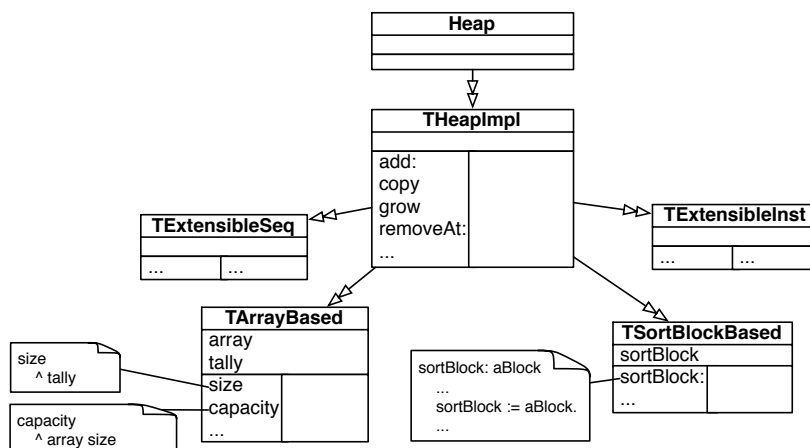 Heap
THeapImpl
add:
copy
grow
removeAt:
...
TExtensibleSeq
... ...
TExtensibleInst
... ...
TArrayBased
array
tally
size
capacity
...
size
^ tally
capacity
^ array size
TSortBlockBased
sortBlock
sortBlock:
...
sortBlock: aBlock
...
sortBlock := aBlock.
...